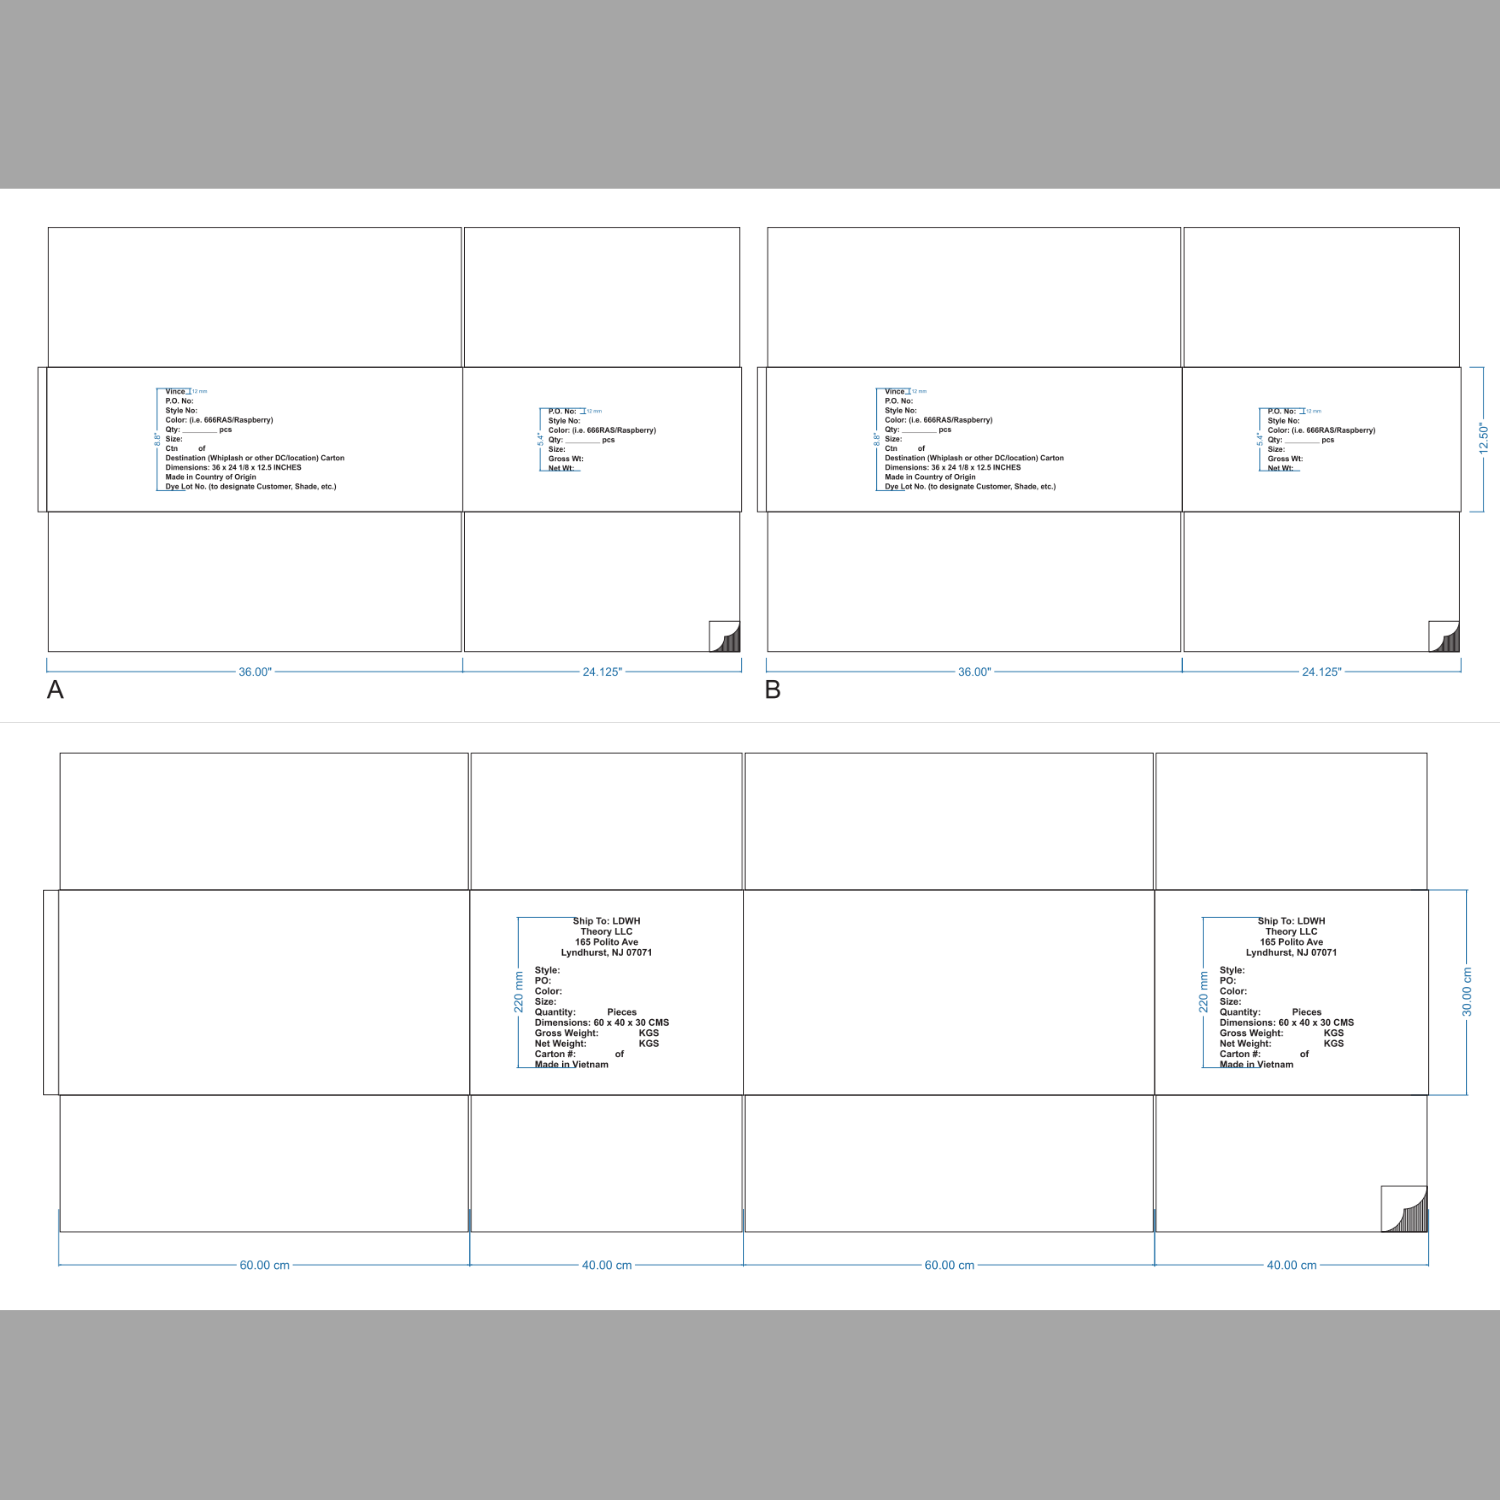 Vince 12 mm
P.O. No:
Style No:
Color: (i.e. 666RAS/Raspberry)
Qty: ________ pcs
Size:
Ctn of
Destination (Whiplash or other DC/location) Carton
Dimensions: 36 x 24 1/8 x 12.5 INCHES
Made in Country of Origin
Dye Lot No. (to designate Customer, Shade, etc.)
8.8"
P.O. No: 12 mm
Style No:
Color: (i.e. 666RAS/Raspberry)
Qty: ________ pcs
Size:
Gross Wt:
Net Wt:
5.4"
36.00"
24.125"
A
Vince 12 mm
P.O. No:
Style No:
Color: (i.e. 666RAS/Raspberry)
Qty: ________ pcs
Size:
Ctn of
Destination (Whiplash or other DC/location) Carton
Dimensions: 36 x 24 1/8 x 12.5 INCHES
Made in Country of Origin
Dye Lot No. (to designate Customer, Shade, etc.)
8.8"
P.O. No: 12 mm
Style No:
Color: (i.e. 666RAS/Raspberry)
Qty: ________ pcs
Size:
Gross Wt:
Net Wt:
5.4"
12.50"
36.00"
24.125"
B
Ship To: LDWH
Theory LLC
165 Polito Ave
Lyndhurst, NJ 07071
Style:
PO:
Color:
Size:
Quantity: Pieces
Dimensions: 60 x 40 x 30 CMS
Gross Weight: KGS
Net Weight: KGS
Carton #: of
Made in Vietnam
220 mm
Ship To: LDWH
Theory LLC
165 Polito Ave
Lyndhurst, NJ 07071
Style:
PO:
Color:
Size:
Quantity: Pieces
Dimensions: 60 x 40 x 30 CMS
Gross Weight: KGS
Net Weight: KGS
Carton #: of
Made in Vietnam
220 mm
30.00 cm
60.00 cm
40.00 cm
60.00 cm
40.00 cm